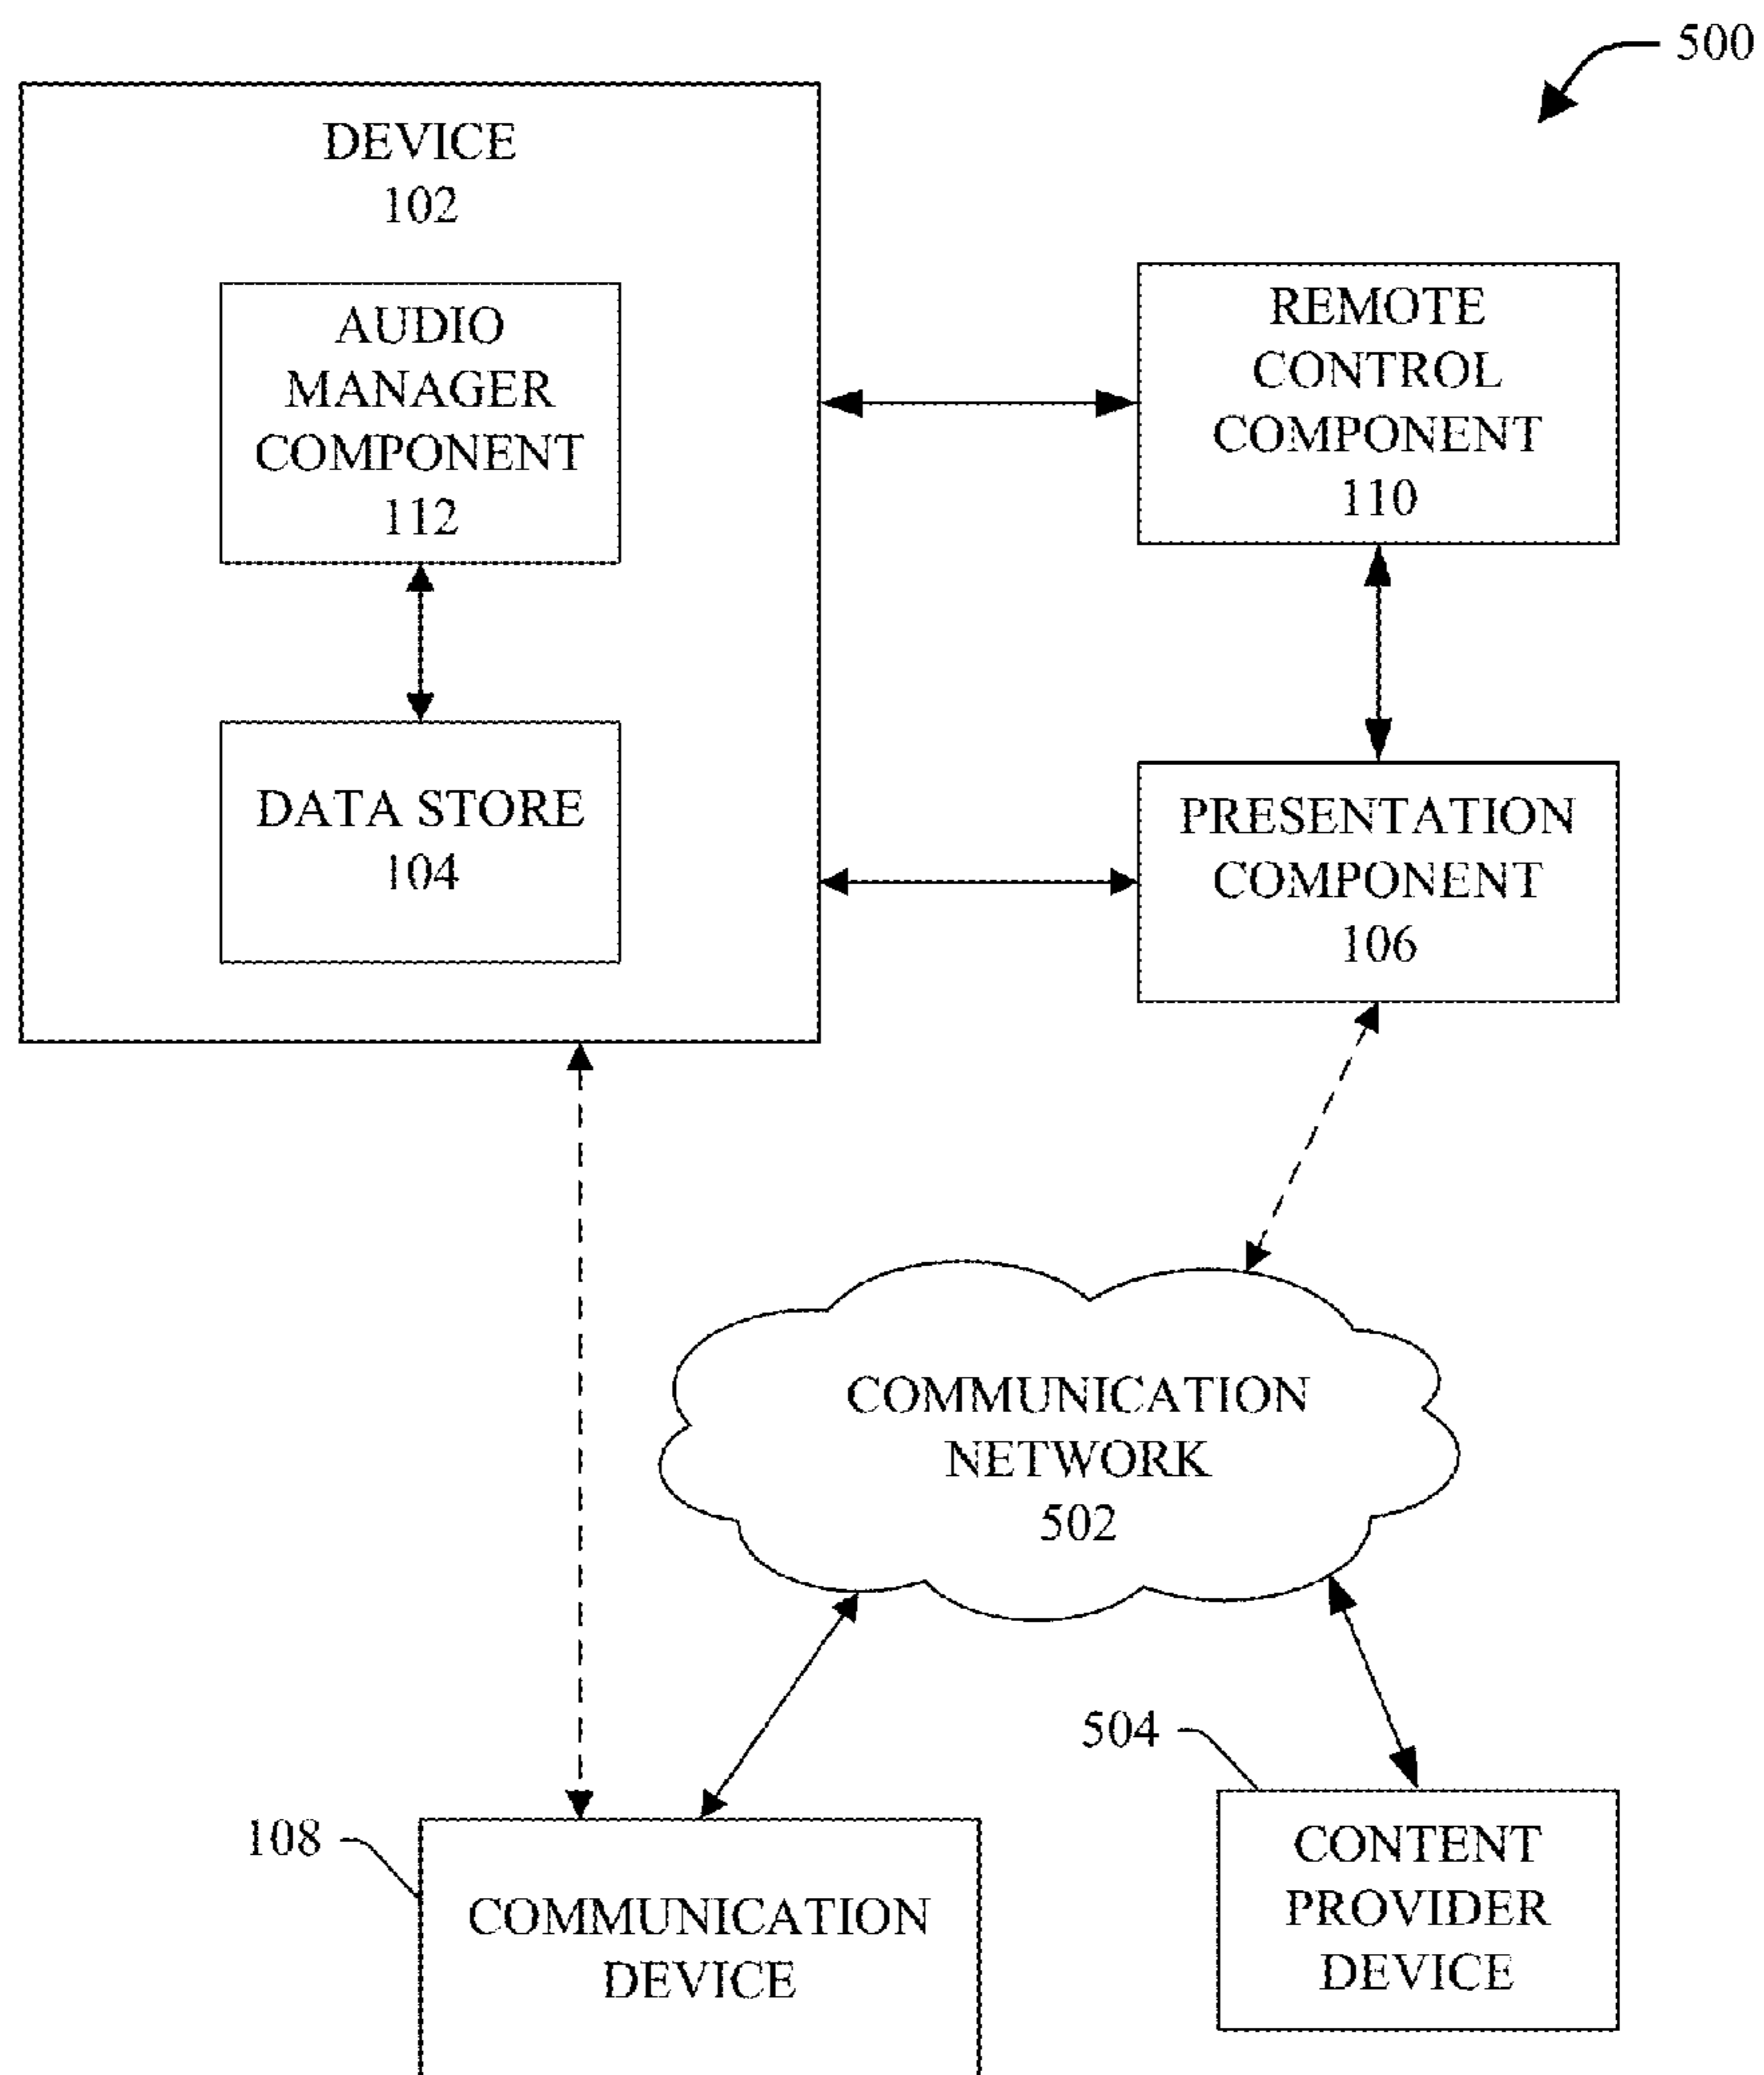 500
DEVICE
102
AUDIO
MANAGER
COMPONENT
112
DATA STORE
104
REMOTE
CONTROL
COMPONENT
110
PRESENTATION
COMPONENT
106
COMMUNICATION
NETWORK
502
108
COMMUNICATION
DEVICE
504
CONTENT
PROVIDER
DEVICE